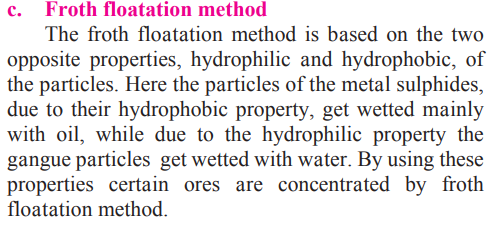 c. Froth floatation method
The froth floatation method is based on the two
opposite properties, hydrophilic and hydrophobic, of
the particles. Here the particles of the metal sulphides,
due to their hydrophobic property, get wetted mainly
with oil, while due to the hydrophilic property the
gangue particles get wetted with water. By using these
properties certain ores are concentrated by froth
floatation method.